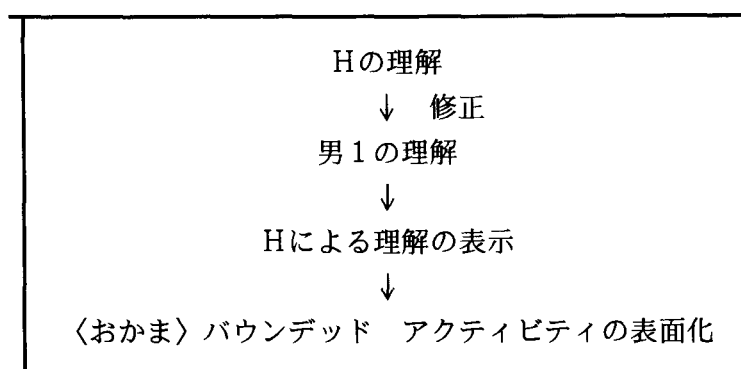 Hの理解
↓ 修正
男1の理解
↓
Hによる理解の表示
↓
〈おかま〉バウンデッド アクティビティの表面化